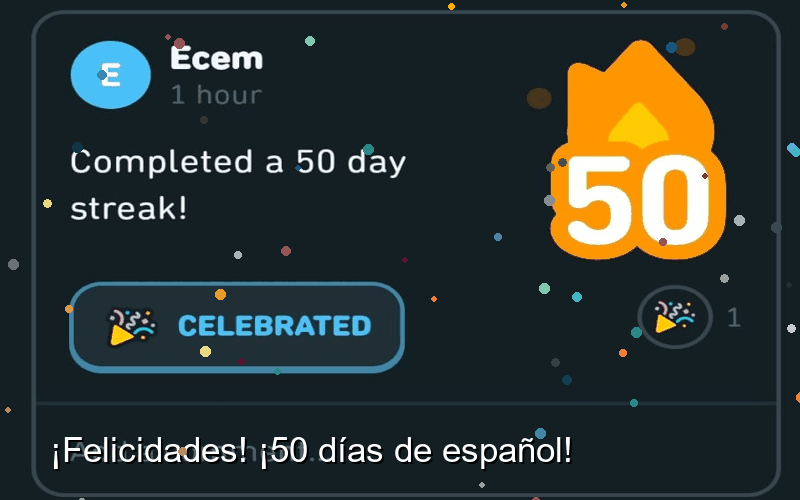 E
Ecem
1 hour
Completed a 50 day
streak!
50
CELEBRATED
1
¡Felicidades! ¡50 días de español!